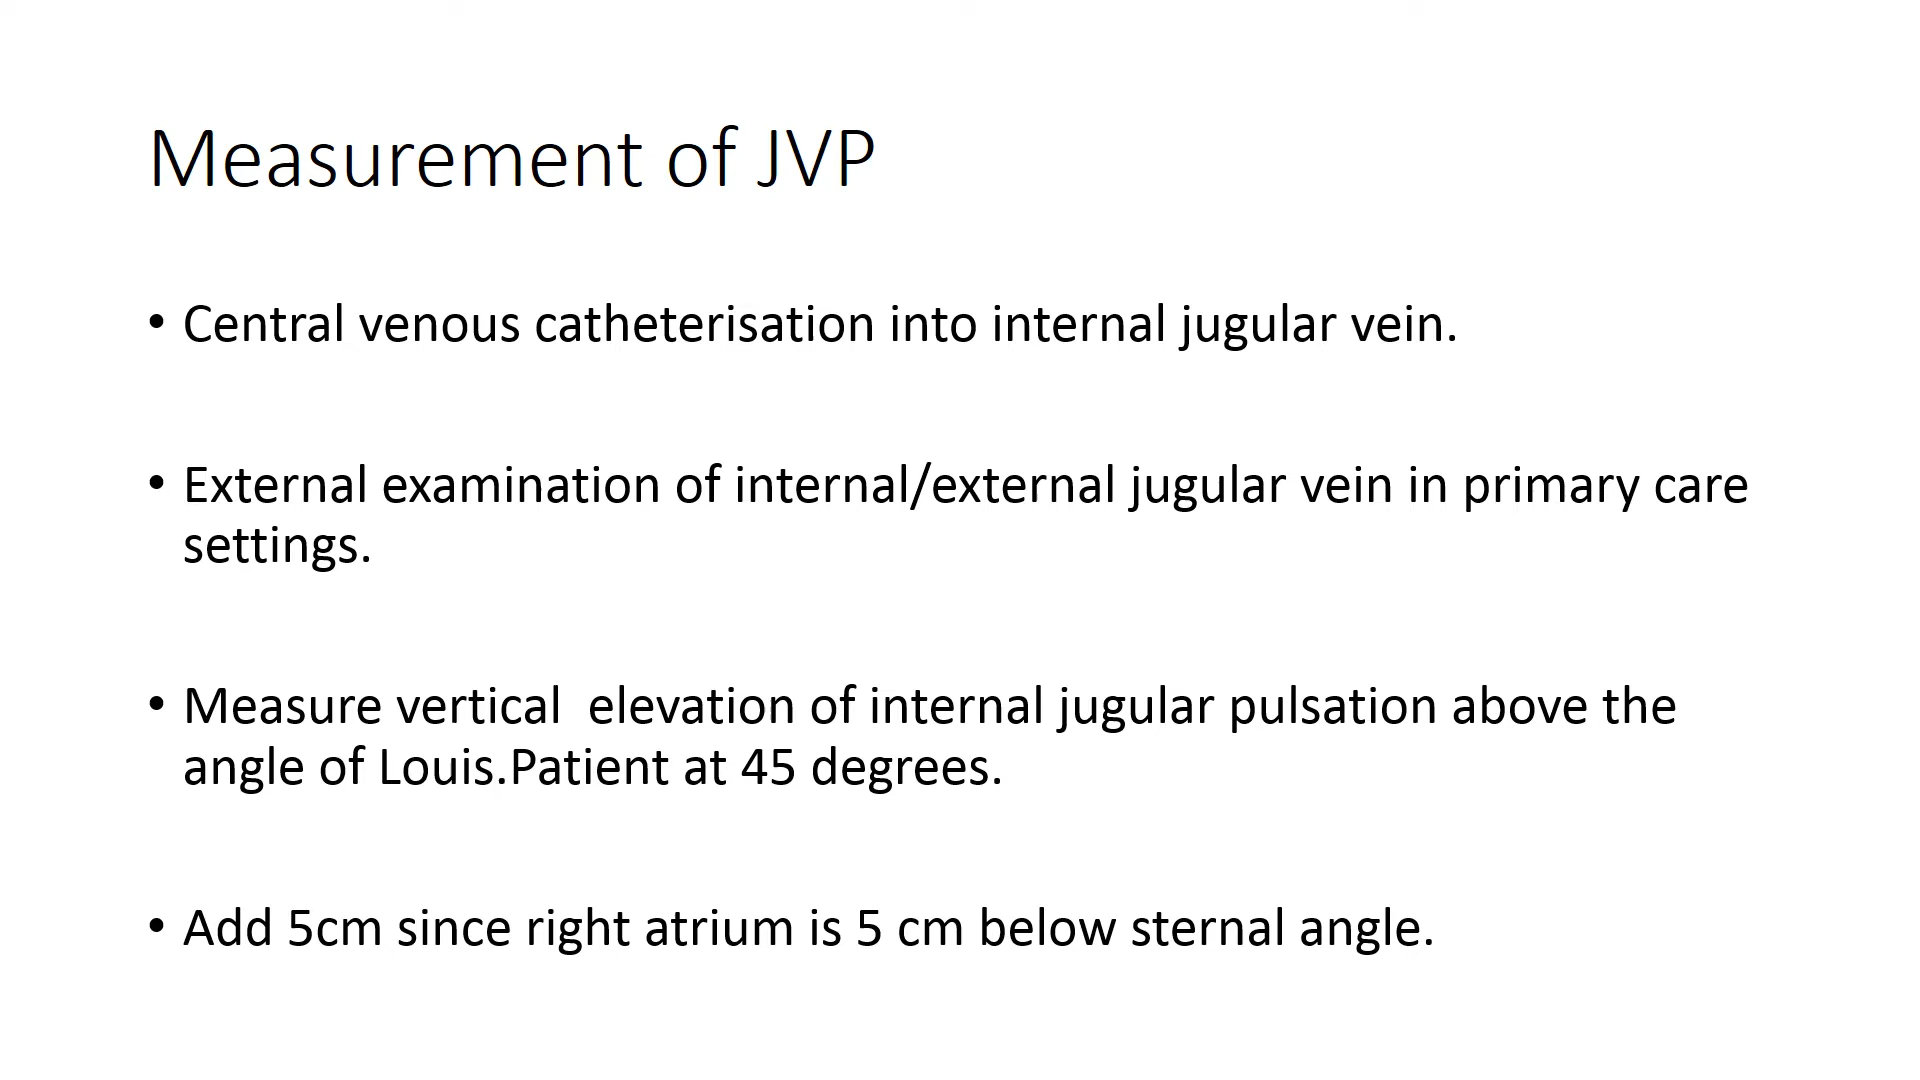 Measurement of JVP
• Central venous catheterisation into internal jugular vein.
• External examination of internal/external jugular vein in primary care
settings.
• Measure vertical  elevation of internal jugular pulsation above the
angle of Louis.Patient at 45 degrees.
• Add 5cm since right atrium is 5 cm below sternal angle.